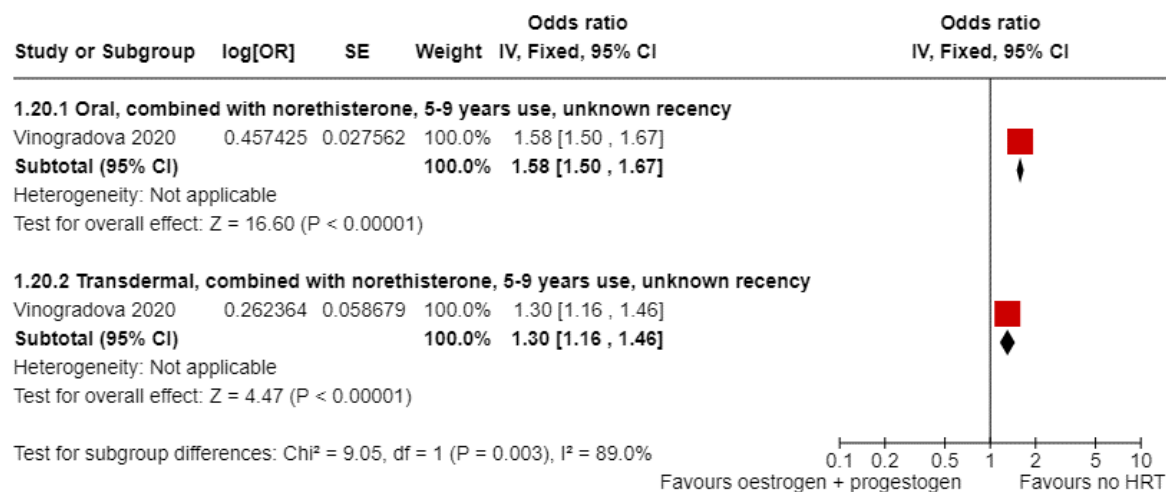 Odds ratio Odds ratio
Study or Subgroup log[OR] SE Weight IV, Fixed, 95% CI IV, Fixed, 95% CI
1.20.1 Oral, combined with norethisterone, 5-9 years use, unknown recency
Vinogradova 2020 0.457425 0.027562 100.0% 1.58 [1.50 , 1.67]
Subtotal (95% CI) 100.0% 1.58 [1.50 , 1.67]
Heterogeneity: Not applicable
Test for overall effect: Z = 16.60 (P < 0.00001)
1.20.2 Transdermal, combined with norethisterone, 5-9 years use, unknown recency
Vinogradova 2020 0.262364 0.058679 100.0% 1.30 [1.16 , 1.46]
Subtotal (95% CI) 100.0% 1.30 [1.16 , 1.46]
Heterogeneity: Not applicable
Test for overall effect: Z = 4.47 (P < 0.00001)
Test for subgroup differences: Chi² = 9.05, df = 1 (P = 0.003), I² = 89.0%
0.1 0.2 0.5 1 2 5 10
Favours oestrogen + progestogen Favours no HRT